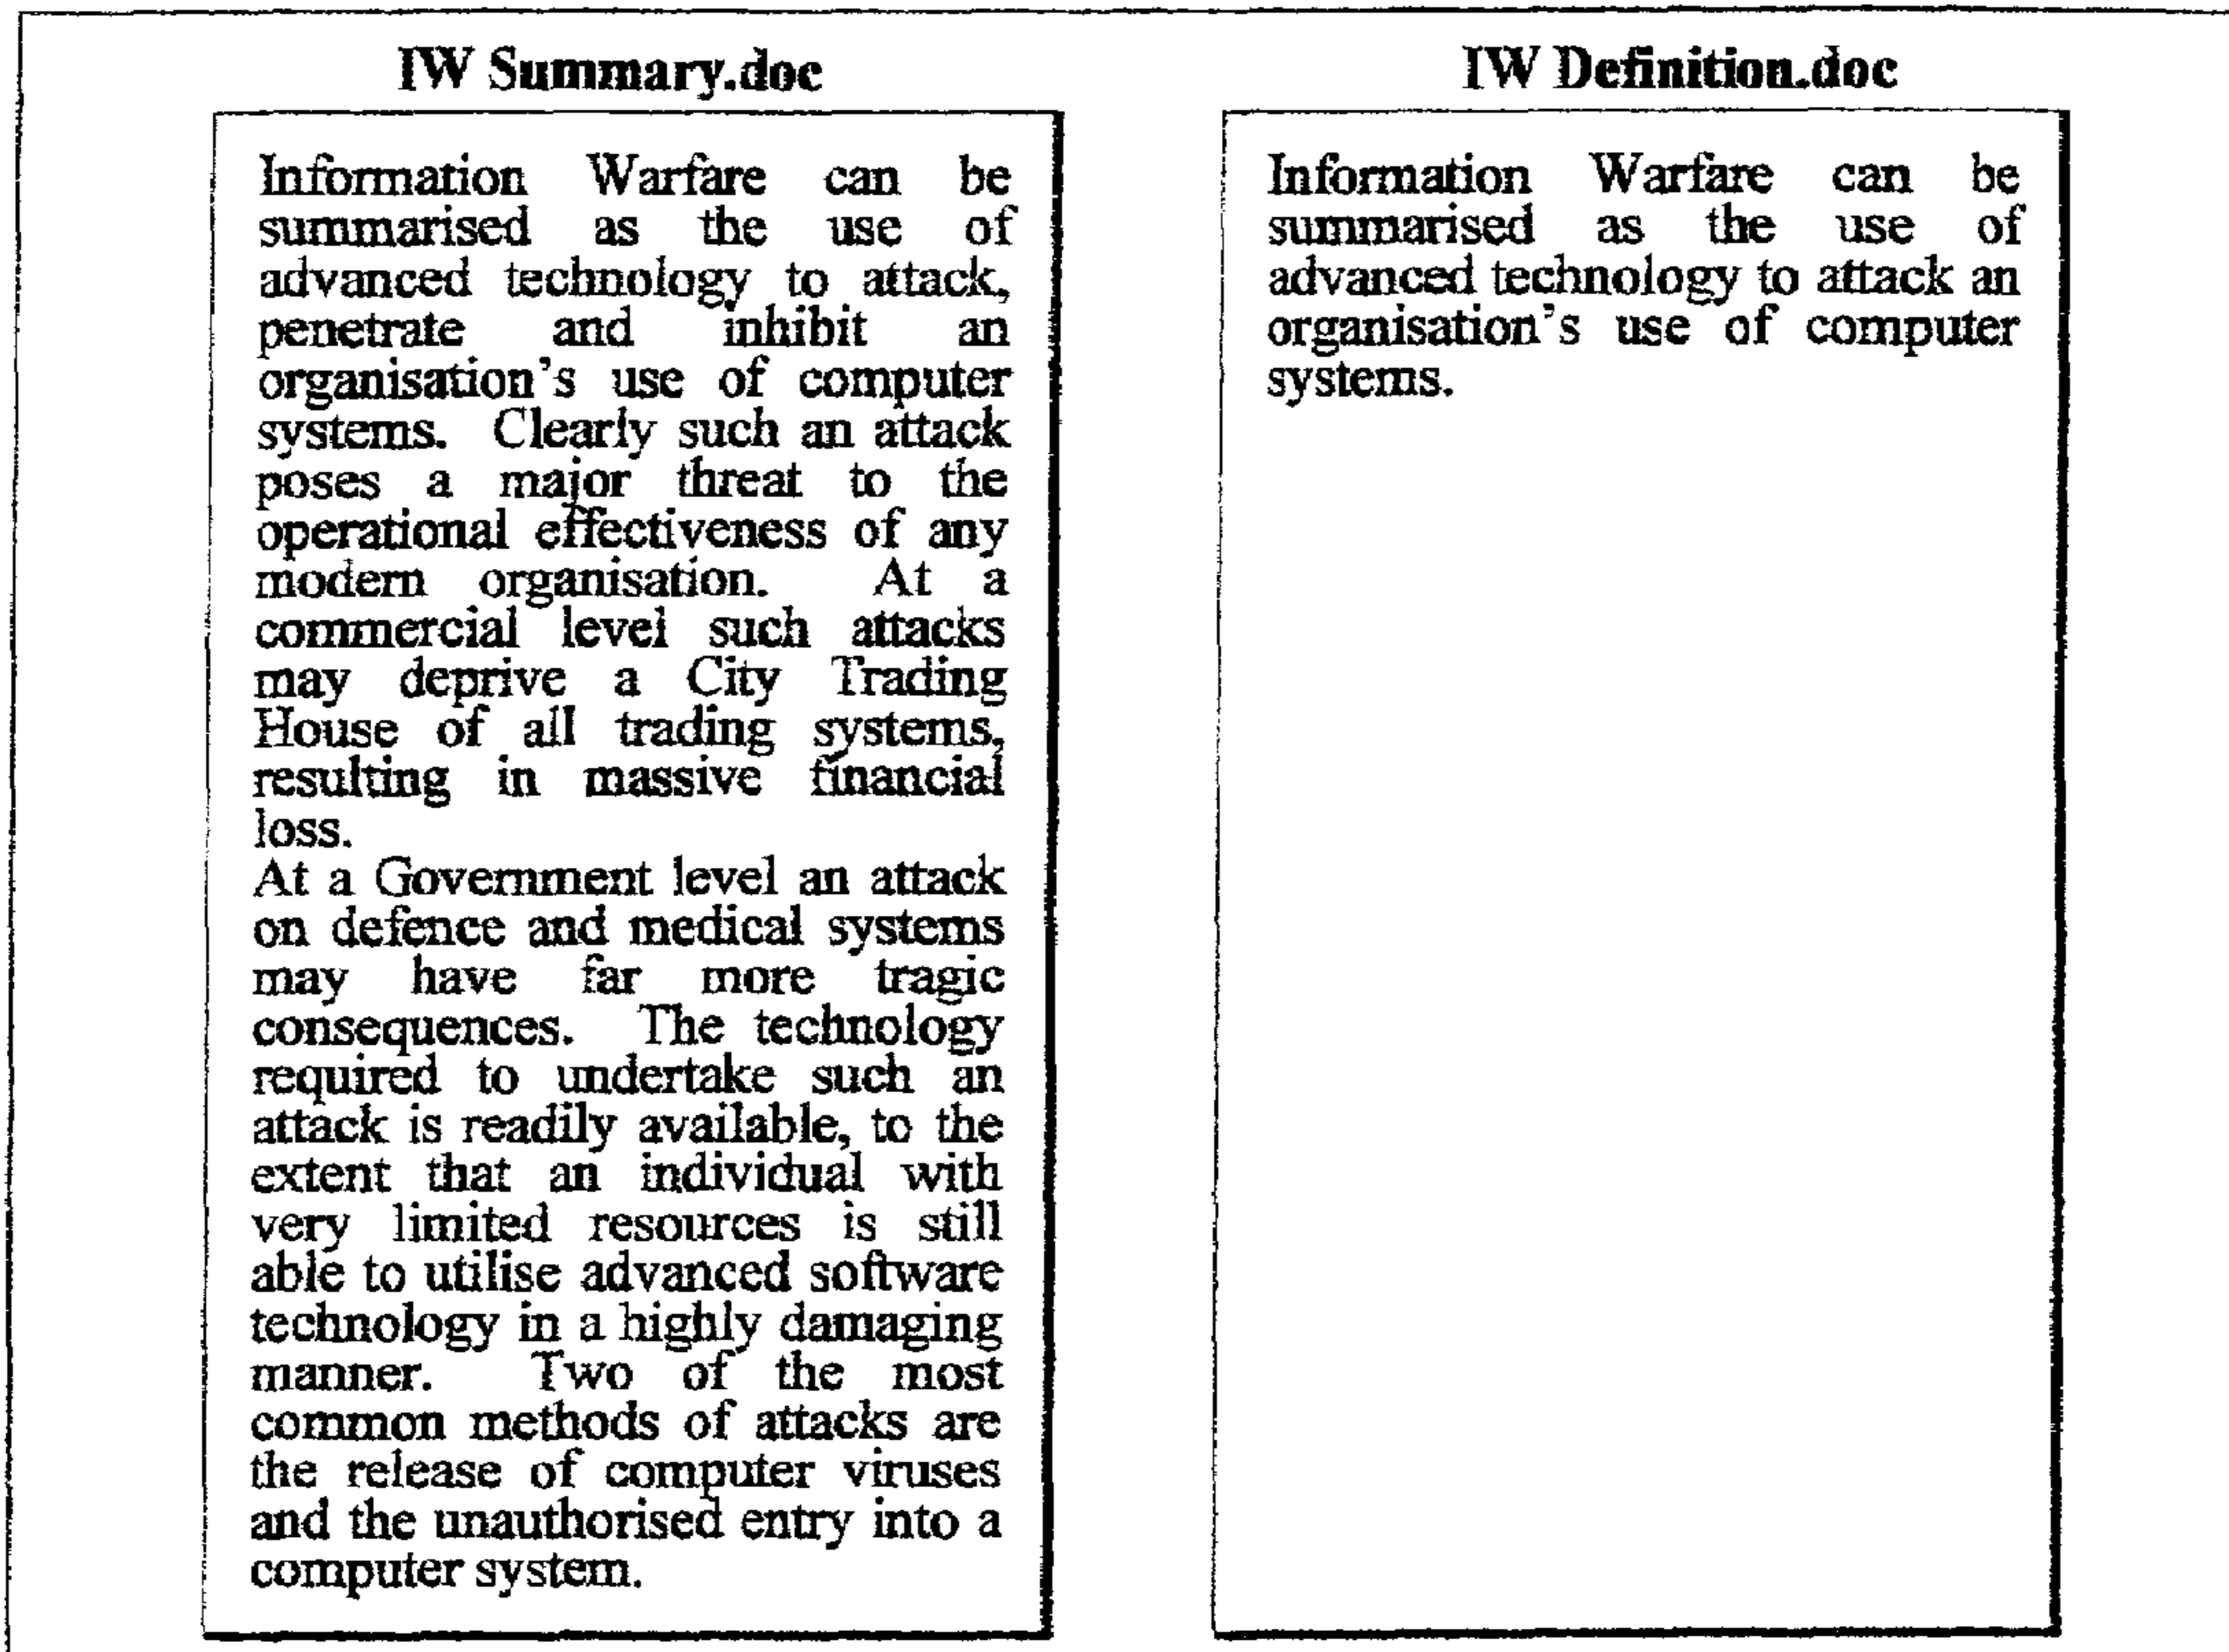 IW Summary.doc
Information Warfare can be
summarised as the use of
advanced technology to attack,
penetrate and inhibit an
organisation's use of computer
systems. Clearly such an attack
poses a major threat to the
operational effectiveness of any
modern organisation. At a
commercial level such attacks
may deprive a City Trading
House of all trading systems,
resulting in massive financial
loss.
At a Government level an attack
on defence and medical systems
may have far more tragic
consequences. The technology
required to undertake such an
attack is readily available, to the
extent that an individual with
very limited resources is still
able to utilise advanced software
technology in a highly damaging
manner. Two of the most
common methods of attacks are
the release of computer viruses
and the unauthorised entry into a
computer system.
IW Definition.doc
Information Warfare can be
summarised as the use of
advanced technology to attack an
organisation's use of computer
systems.